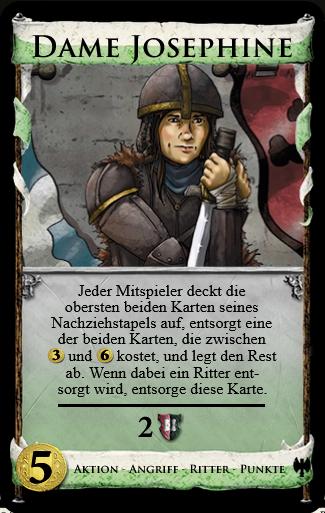 DAME JOSEPHINE
Jeder Mitspieler deckt die
obersten beiden Karten seines
Nachziehstapels auf, entsorgt eine
der beiden Karten, die zwischen
3 und 6 kostet, und legt den Rest
ab. Wenn dabei ein Ritter ent-
sorgt wird, entsorge diese Karte.
2
5 AKTION - ANGRIFF - RITTER - PUNKTE